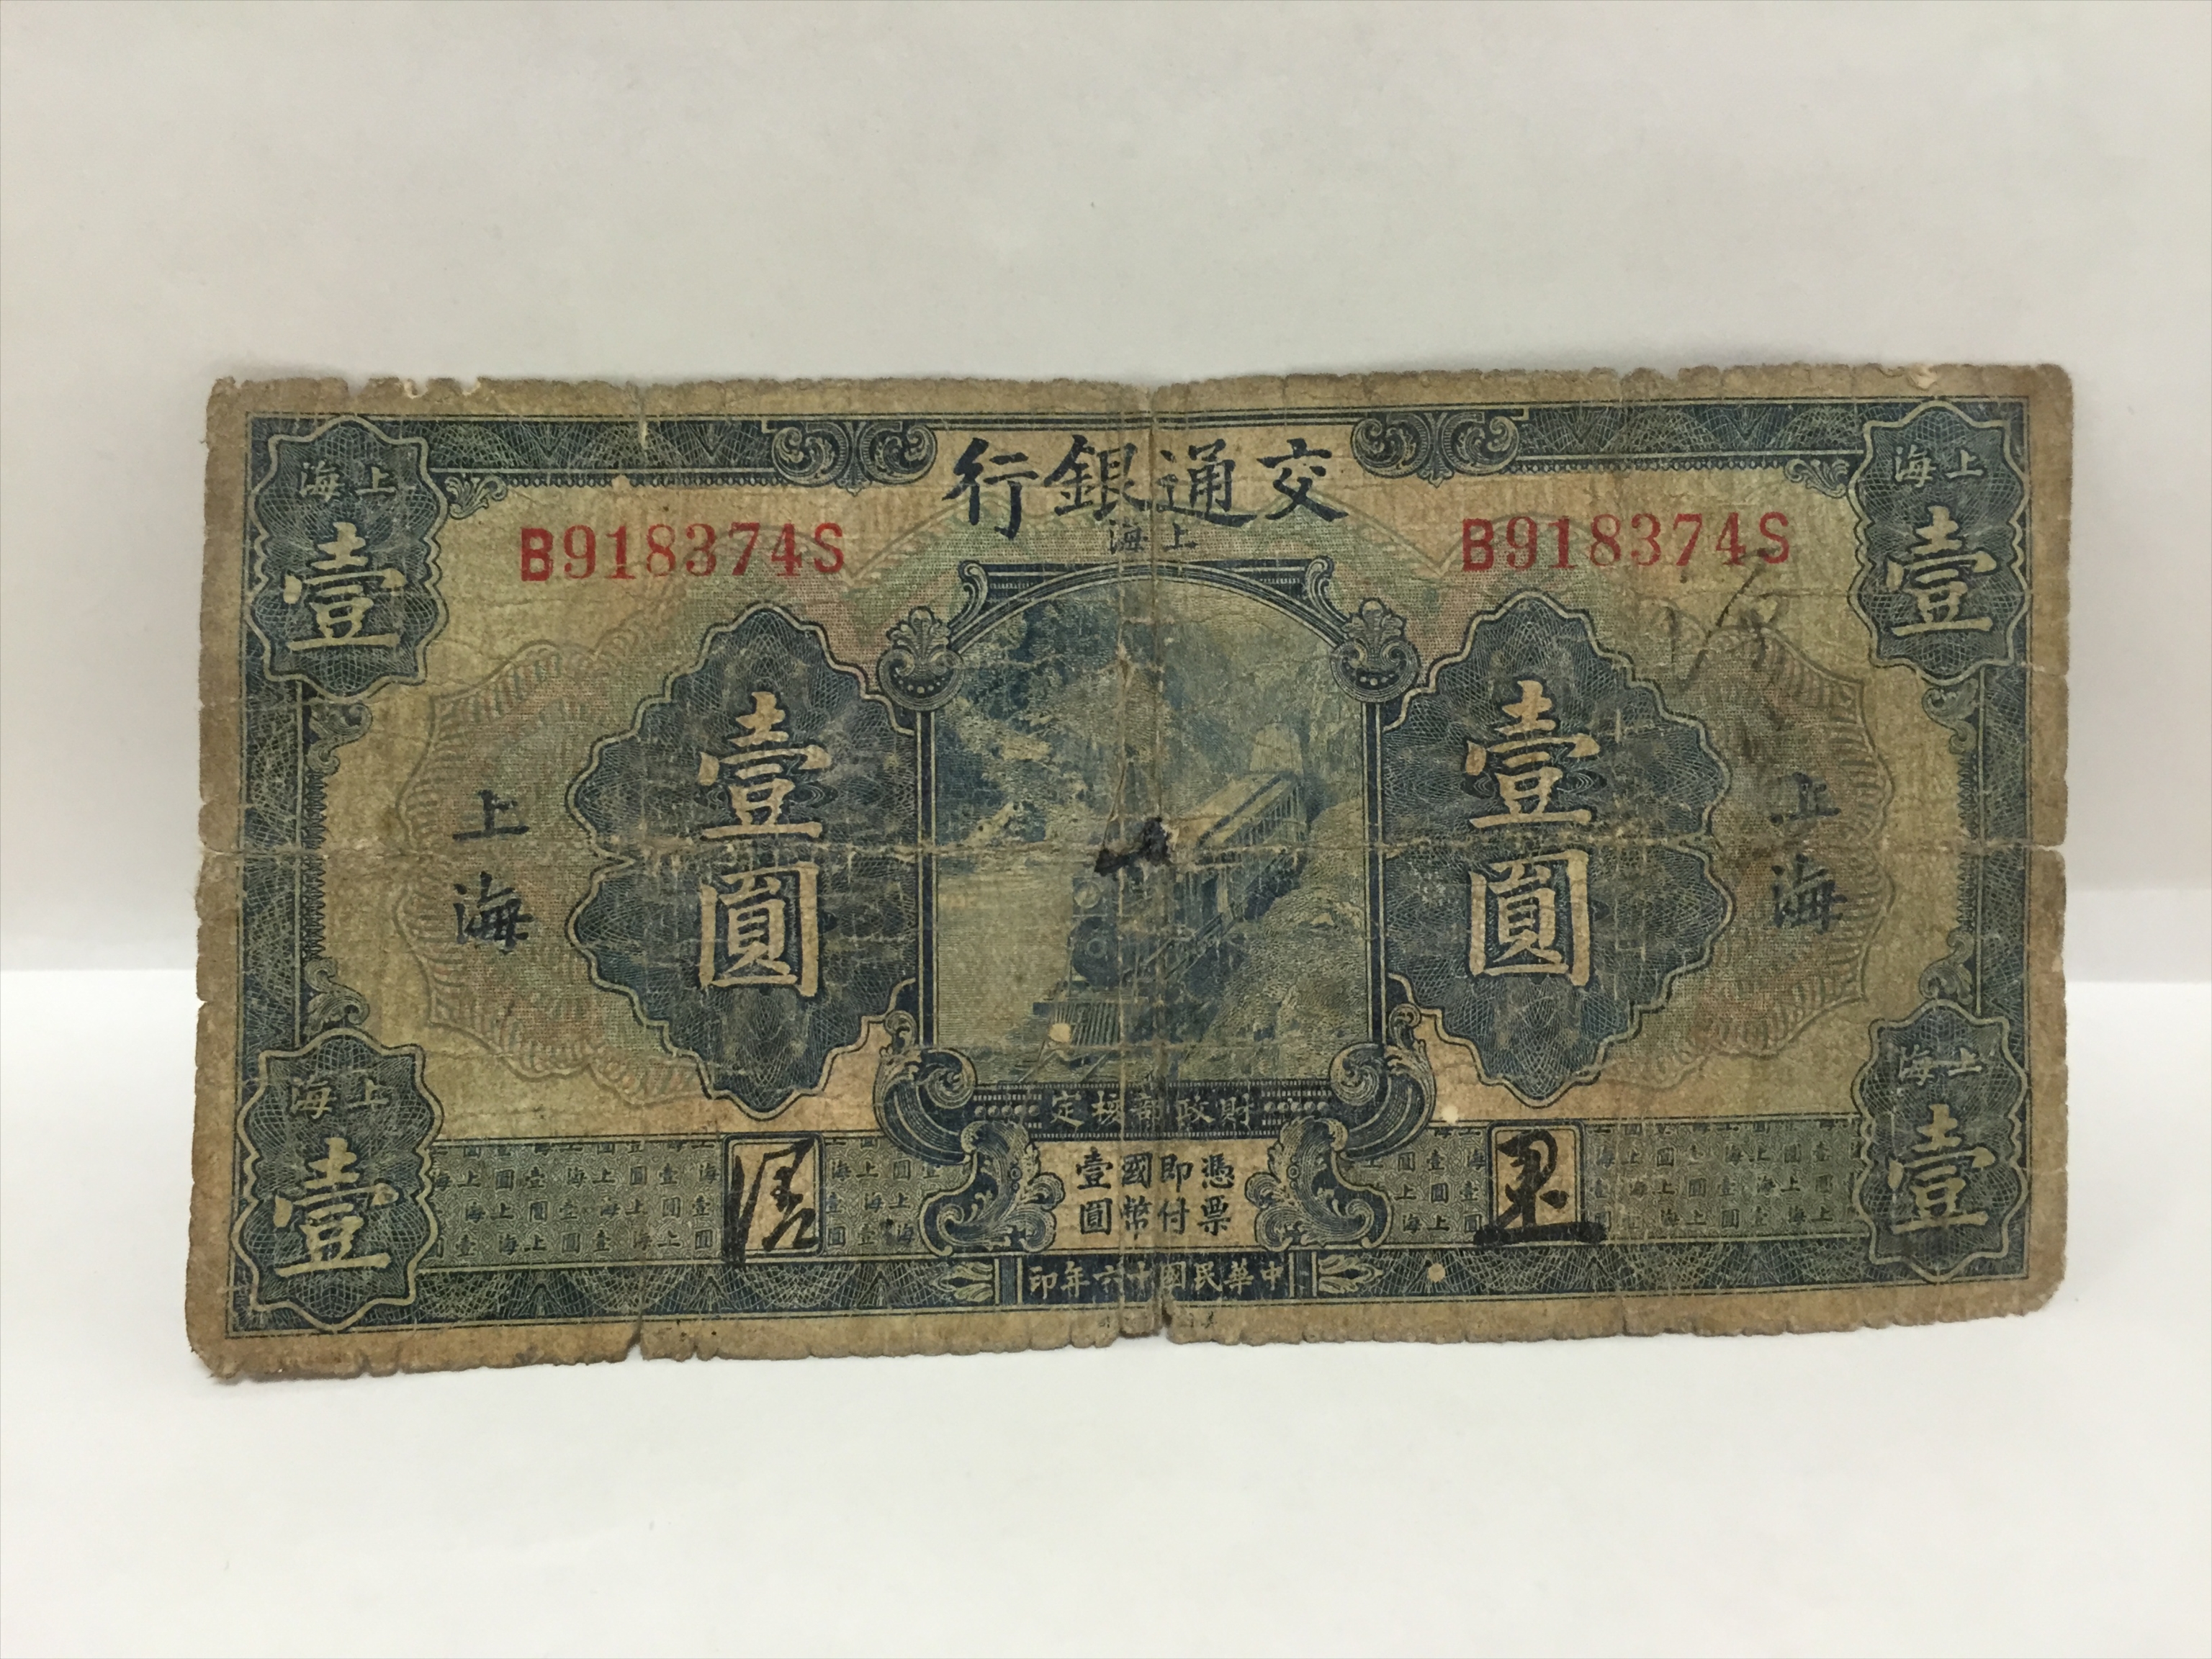 交通銀行
上海
B918374S
B918374S
上海
壹
上海
壹
壹圓
壹圓
上海
上海
財政部核定
憑票
即付
國幣
壹圓
上海
壹
上海
壹
中華民國十六年印